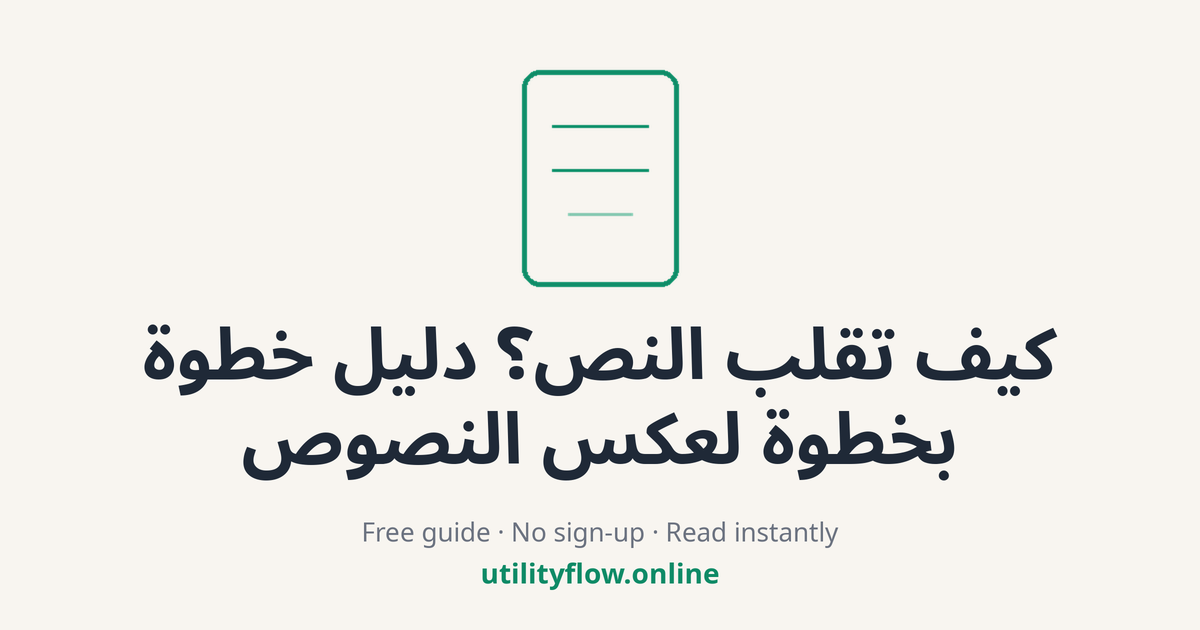 كيف تقلب النص؟ دليل خطوة
بخطوة لعكس النصوص
Free guide · No sign-up · Read instantly
utilityflow.online